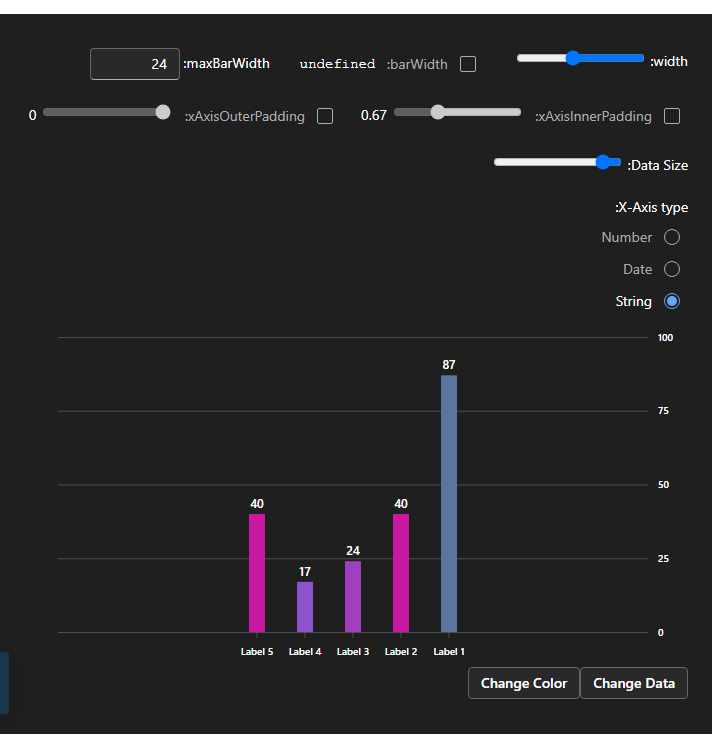 :width
:barWidth undefined
:maxBarWidth 24
:xAxisInnerPadding 0.67
:xAxisOuterPadding 0
:Data Size
:X-Axis type
Number
Date
String
100
87
75
50
40 40
24
25
17
0
Label 5 Label 4 Label 3 Label 2 Label 1
Change Color Change Data